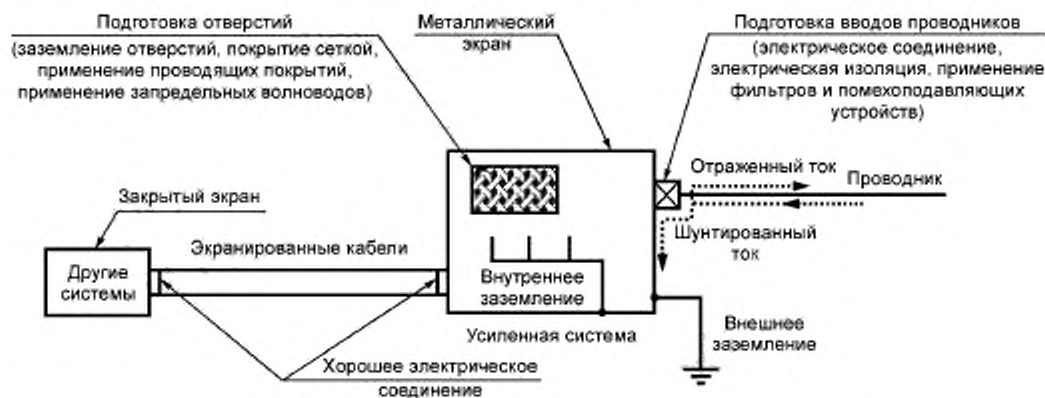 Подготовка отверстий
(заземление отверстий, покрытие сеткой,
применение проводящих покрытий,
применение запредельных волноводов)
Металлический
экран
Подготовка вводов проводников
(электрическое соединение,
электрическая изоляция, применение
фильтров и помехоподавляющих
устройств)
Отраженный ток
Проводник
Шунтированный
ток
Закрытый экран
Экранированные кабели
Другие
системы
Внутреннее
заземление
Усиленная система
Внешнее
заземление
Хорошее электрическое
соединение